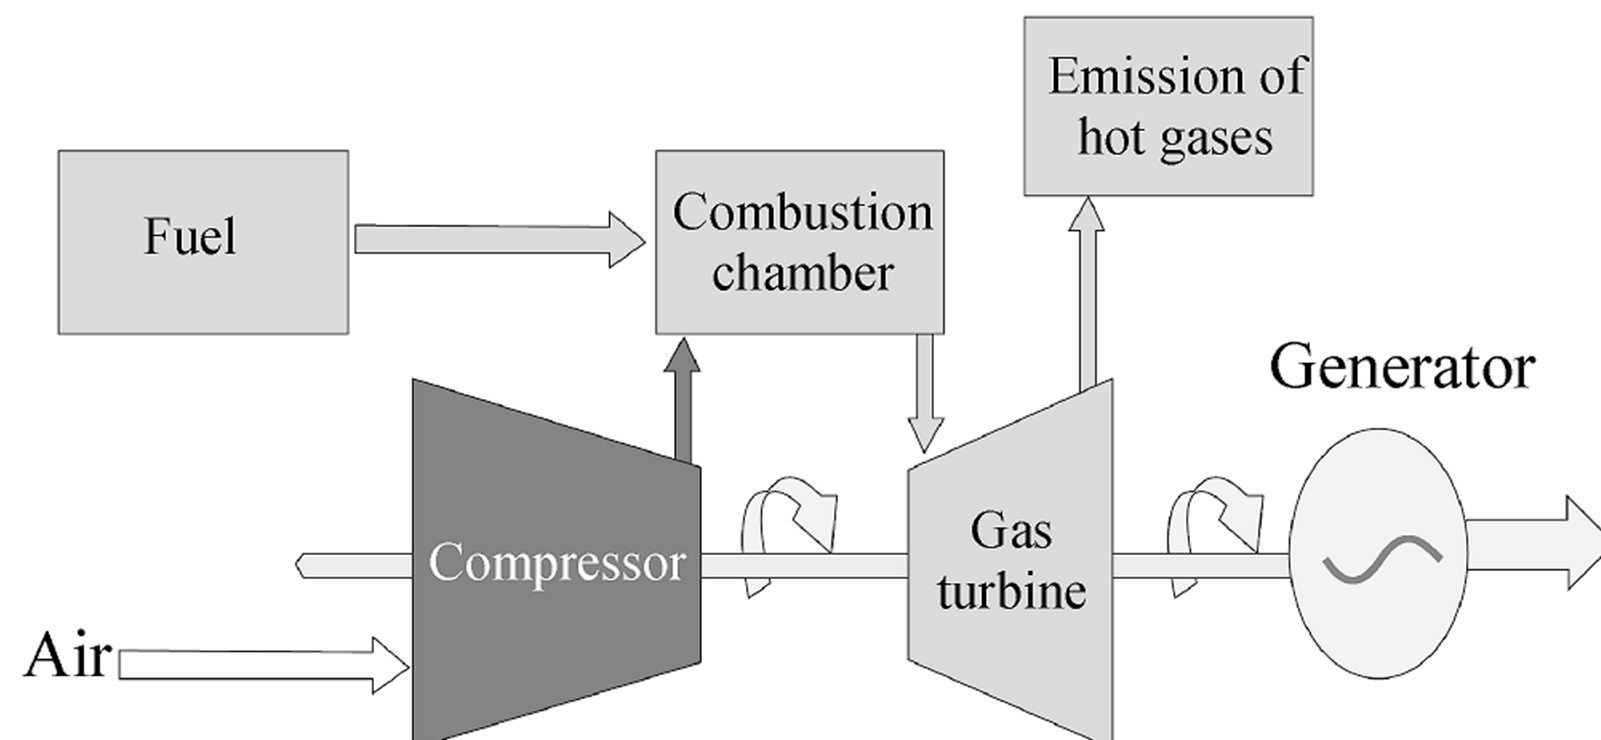 Emission of
hot gases
Fuel
Combustion
chamber
Generator
Compressor
Gas
turbine
Air